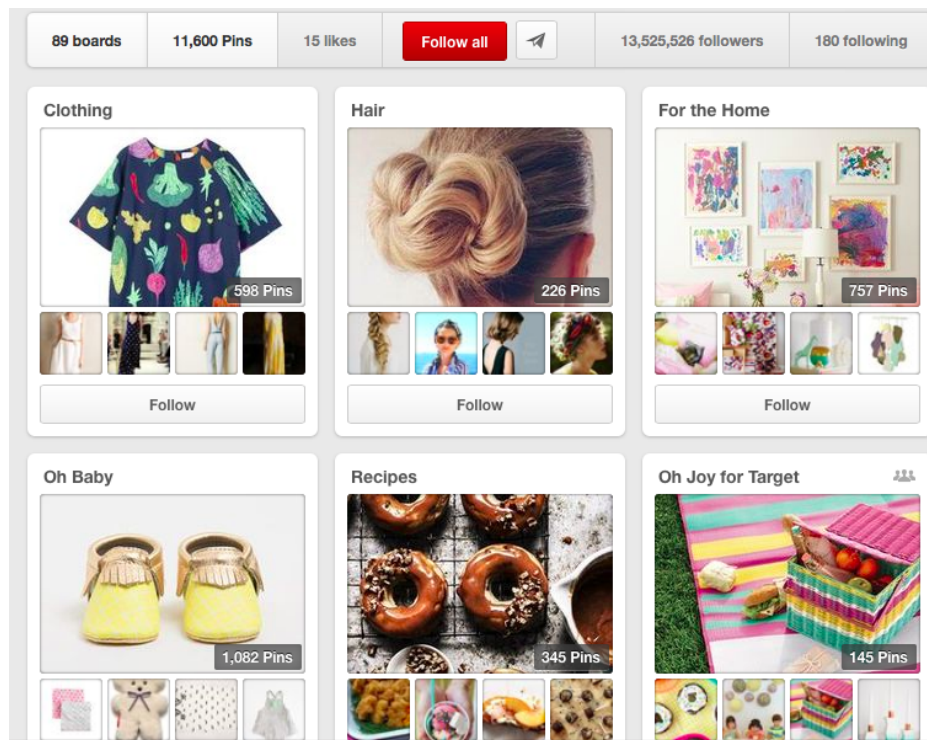 89 boards
11,600 Pins
15 likes
Follow all
13,525,526 followers
180 following
Clothing
598 Pins
Follow
Hair
226 Pins
Follow
For the Home
757 Pins
Follow
Oh Baby
1,082 Pins
Recipes
345 Pins
Oh Joy for Target
145 Pins